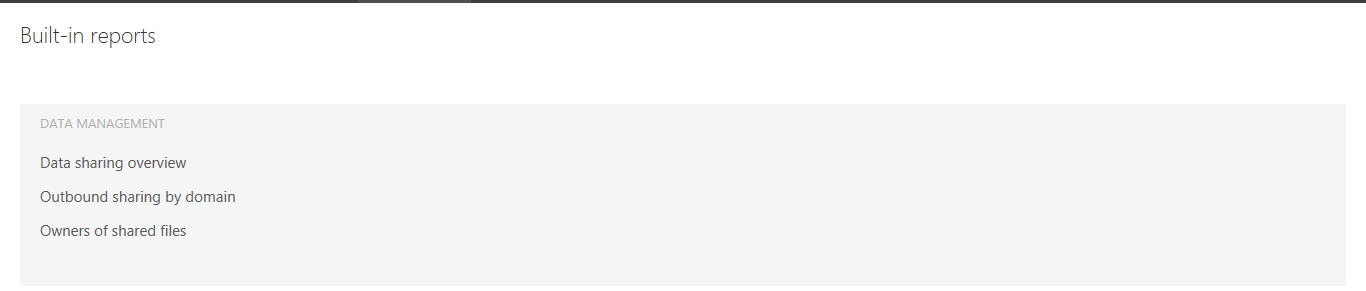 Built-in reports
DATA MANAGEMENT
Data sharing overview
Outbound sharing by domain
Owners of shared files